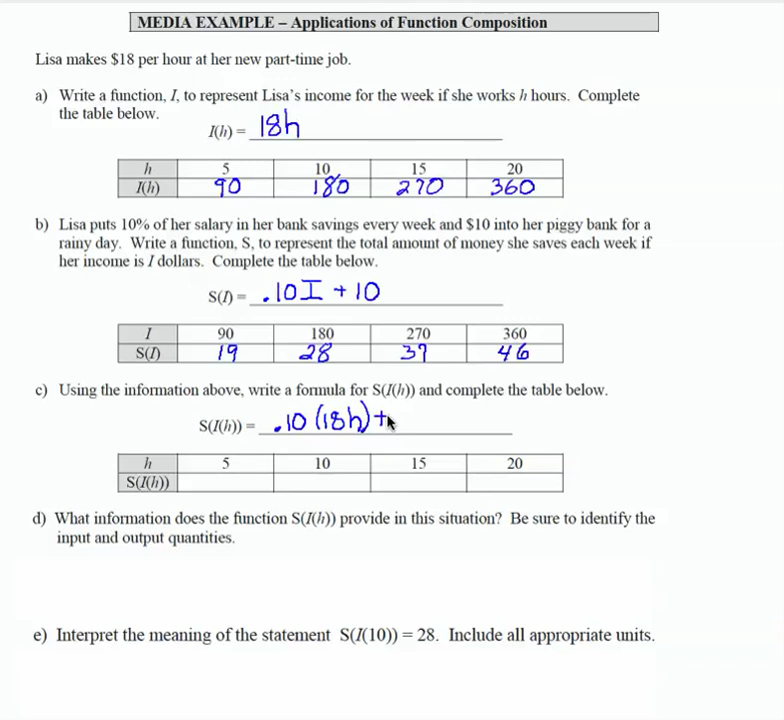 MEDIA EXAMPLE – Applications of Function Composition
Lisa makes $18 per hour at her new part-time job.
a) Write a function, I, to represent Lisa's income for the week if she works h hours. Complete
the table below.
I(h) = 18h
h 5 10 15 20
I(h) 90 180 270 360
b) Lisa puts 10% of her salary in her bank savings every week and $10 into her piggy bank for a
rainy day. Write a function, S, to represent the total amount of money she saves each week if
her income is I dollars. Complete the table below.
S(I) = .10I + 10
I 90 180 270 360
S(I) 19 28 37 46
c) Using the information above, write a formula for S(I(h)) and complete the table below.
S(I(h)) = .10(18h)+
h 5 10 15 20
S(I(h))
d) What information does the function S(I(h)) provide in this situation? Be sure to identify the
input and output quantities.
e) Interpret the meaning of the statement S(I(10)) = 28. Include all appropriate units.